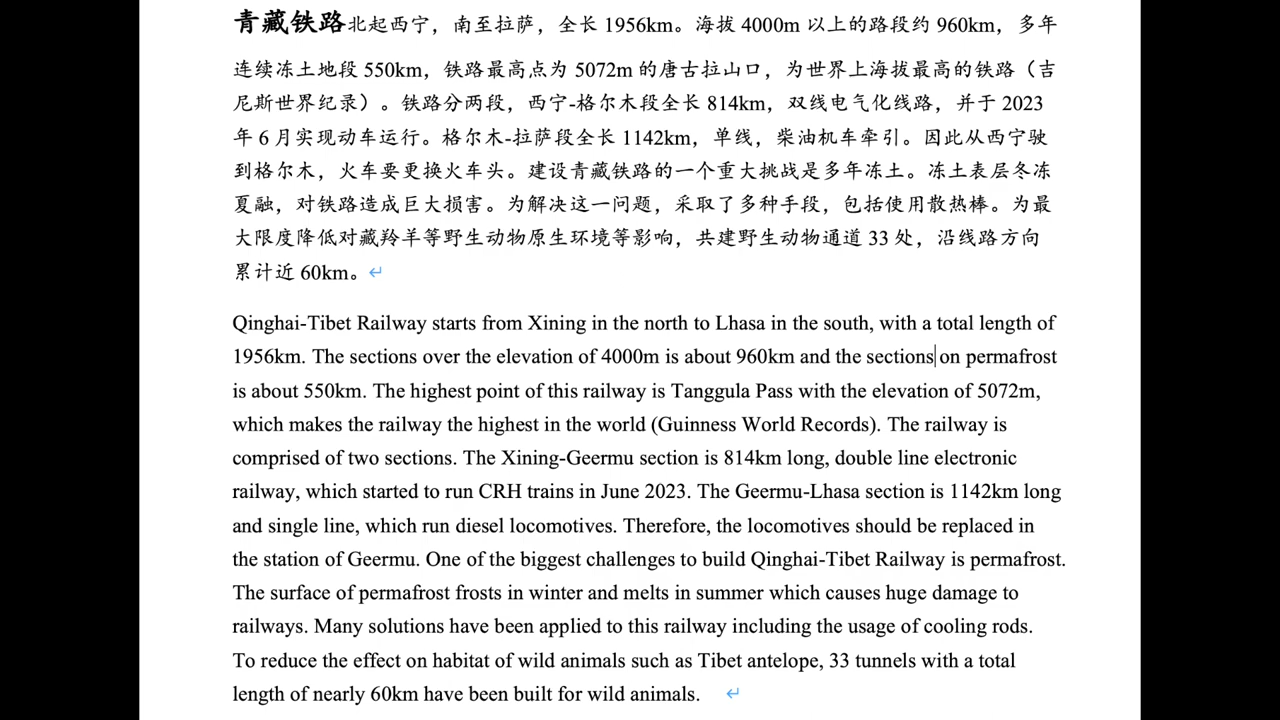 青藏铁路北起西宁，南至拉萨，全长 1956km。海拔 4000m 以上的路段约 960km，多年
连续冻土地段 550km，铁路最高点为 5072m 的唐古拉山口，为世界上海拔最高的铁路（吉
尼斯世界纪录）。铁路分两段，西宁-格尔木段全长 814km，双线电气化线路，并于 2023
年 6 月实现动车运行。格尔木-拉萨段全长 1142km，单线，柴油机车牵引。因此从西宁驶
到格尔木，火车要更换火车头。建设青藏铁路的一个重大挑战是多年冻土。冻土表层冬冻
夏融，对铁路造成巨大损害。为解决这一问题，采取了多种手段，包括使用散热棒。为最
大限度降低对藏羚羊等野生动物原生环境等影响，共建野生动物通道 33 处，沿线路方向
累计近 60km。
Qinghai-Tibet Railway starts from Xining in the north to Lhasa in the south, with a total length of
1956km. The sections over the elevation of 4000m is about 960km and the sections on permafrost
is about 550km. The highest point of this railway is Tanggula Pass with the elevation of 5072m,
which makes the railway the highest in the world (Guinness World Records). The railway is
comprised of two sections. The Xining-Geermu section is 814km long, double line electronic
railway, which started to run CRH trains in June 2023. The Geermu-Lhasa section is 1142km long
and single line, which run diesel locomotives. Therefore, the locomotives should be replaced in
the station of Geermu. One of the biggest challenges to build Qinghai-Tibet Railway is permafrost.
The surface of permafrost frosts in winter and melts in summer which causes huge damage to
railways. Many solutions have been applied to this railway including the usage of cooling rods.
To reduce the effect on habitat of wild animals such as Tibet antelope, 33 tunnels with a total
length of nearly 60km have been built for wild animals.